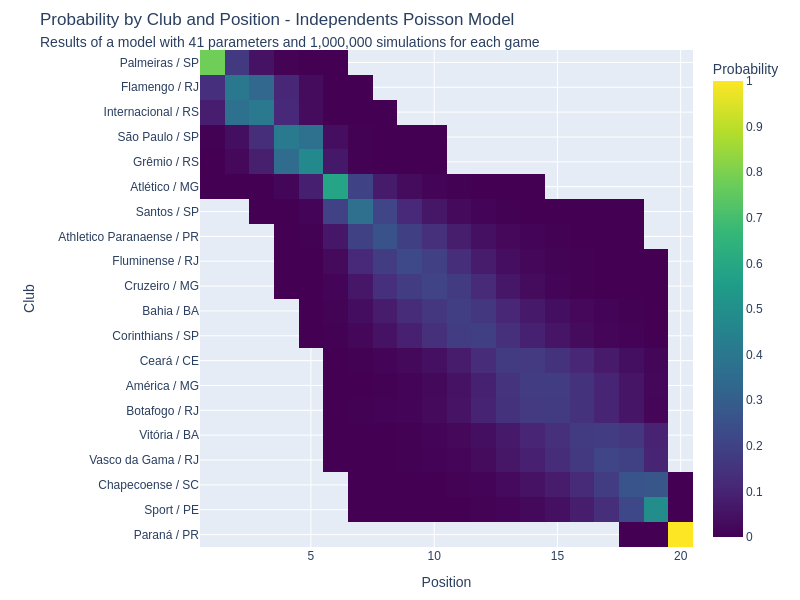 Probability by Club and Position - Independents Poisson Model
Results of a model with 41 parameters and 1,000,000 simulations for each game
Probability
Palmeiras / SP
Flamengo / RJ
Internacional / RS
São Paulo / SP
Grêmio / RS
Atlético / MG
Santos / SP
Athletico Paranaense / PR
Fluminense / RJ
Cruzeiro / MG
Bahia / BA
Corinthians / SP
Ceará / CE
América / MG
Botafogo / RJ
Vitória / BA
Vasco da Gama / RJ
Chapecoense / SC
Sport / PE
Paraná / PR
Club
5
10
15
20
Position
1
0.9
0.8
0.7
0.6
0.5
0.4
0.3
0.2
0.1
0